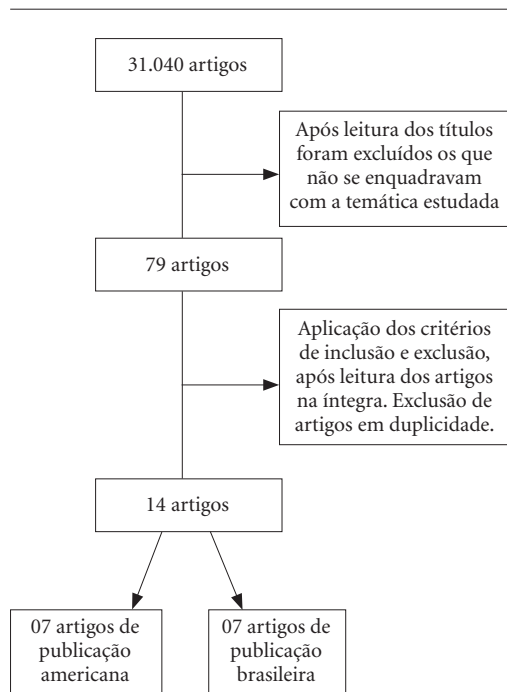 31.040 artigos
Após leitura dos títulos
foram excluídos os que
não se enquadravam
com a temática estudada
79 artigos
Aplicação dos critérios
de inclusão e exclusão,
após leitura dos artigos
na íntegra. Exclusão de
artigos em duplicidade.
14 artigos
07 artigos de
publicação
americana
07 artigos de
publicação
brasileira